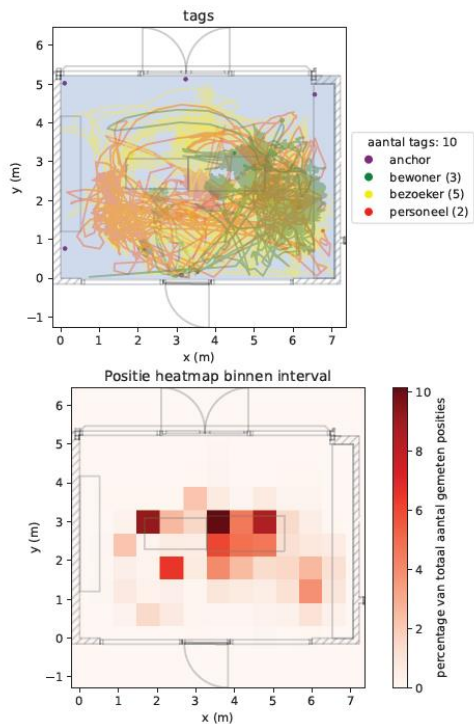 tags
6
5
4
3
2
1
0
−1
y (m)
0 1 2 3 4 5 6 7
x (m)
aantal tags: 10
anchor
bewoner (3)
bezoeker (5)
personeel (2)
Positie heatmap binnen interval
6
5
4
3
2
1
0
−1
y (m)
0 1 2 3 4 5 6 7
x (m)
10
8
6
4
2
0
percentage van totaal aantal gemeten posities